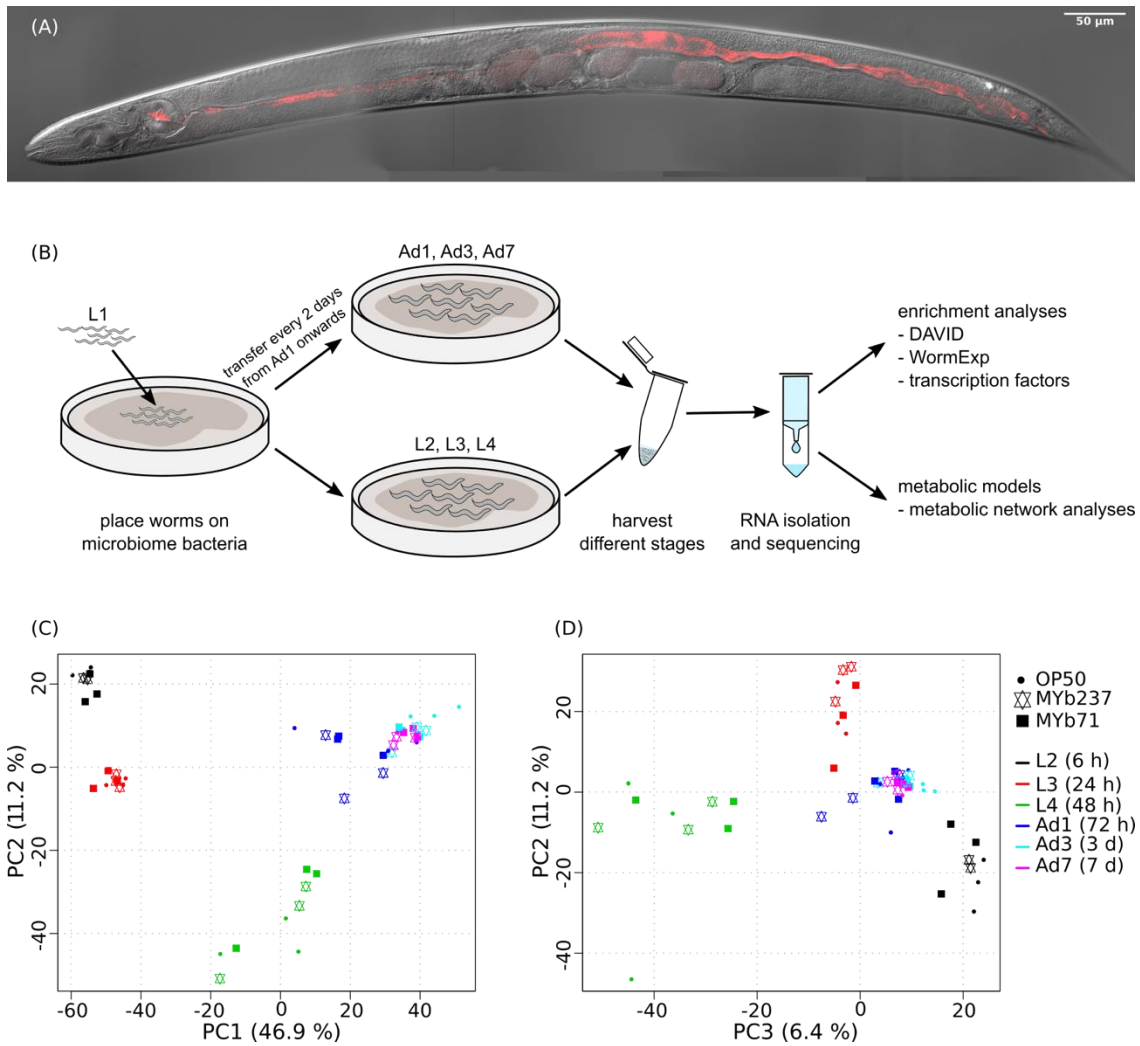 (A)
50 µm
(B)
L1
transfer every 2 days
from Ad1 onwards
Ad1, Ad3, Ad7
L2, L3, L4
place worms on
microbiome bacteria
harvest
different stages
RNA isolation
and sequencing
enrichment analyses
- DAVID
- WormExp
- transcription factors
metabolic models
- metabolic network analyses
(C)
PC2 (11.2 %)
20
0
-20
-40
-60
-40
-20
0
20
40
PC1 (46.9 %)
(D)
PC2 (11.2 %)
20
0
-20
-40
-40
-20
0
20
PC3 (6.4 %)
OP50
MYb237
MYb71
L2 (6 h)
L3 (24 h)
L4 (48 h)
Ad1 (72 h)
Ad3 (3 d)
Ad7 (7 d)